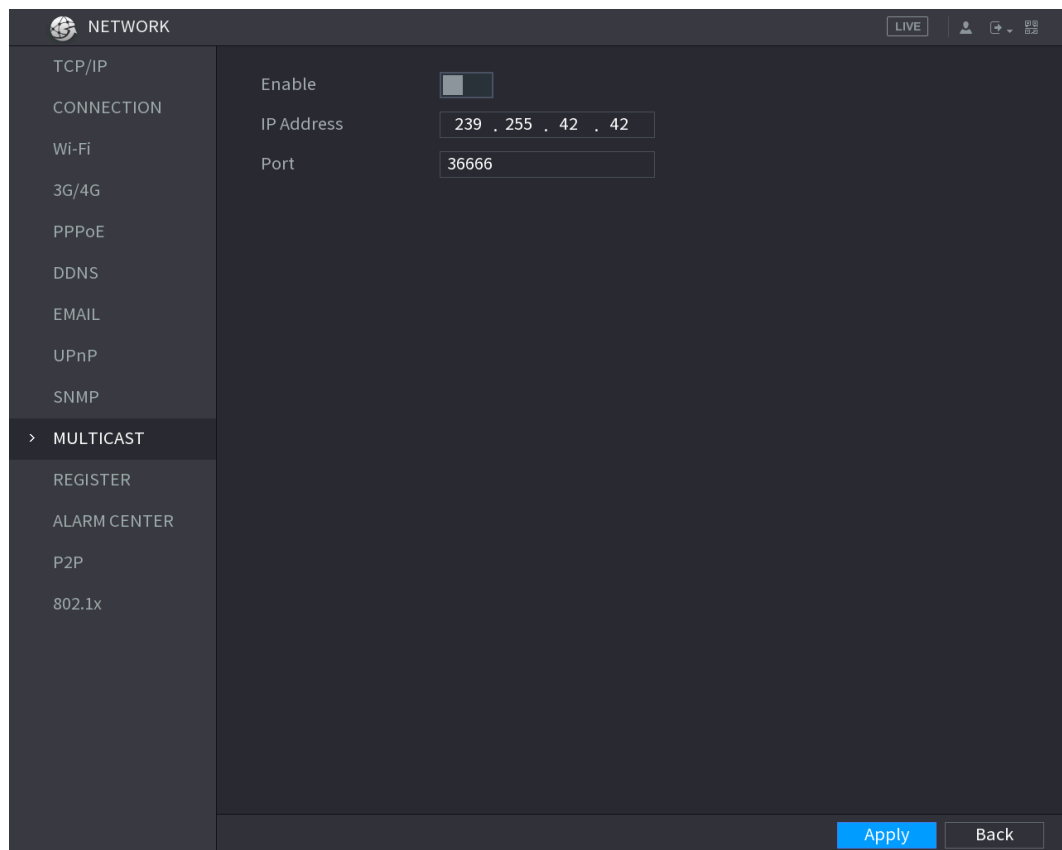 NETWORK
LIVE
TCP/IP
CONNECTION
Wi-Fi
3G/4G
PPPoE
DDNS
EMAIL
UPnP
SNMP
> MULTICAST
REGISTER
ALARM CENTER
P2P
802.1x
Enable
IP Address 239 . 255 . 42 . 42
Port 36666
Apply Back